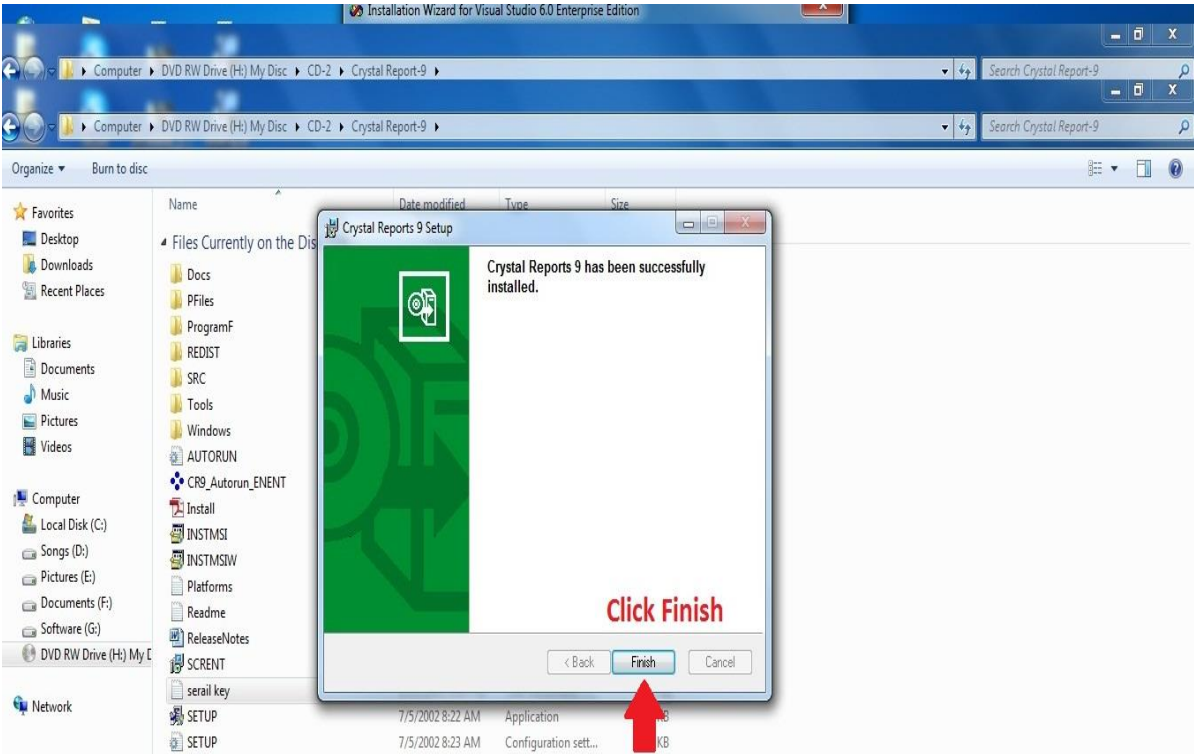 Installation Wizard for Visual Studio 6.0 Enterprise Edition
X
Computer DVD RW Drive (H:) My Disc CD-2 Crystal Report-9
Search Crystal Report-9
X
Computer DVD RW Drive (H:) My Disc CD-2 Crystal Report-9
Search Crystal Report-9
Organize Burn to disc
Favorites
Desktop
Downloads
Recent Places
Libraries
Documents
Music
Pictures
Videos
Computer
Local Disk (C:)
Songs (D:)
Pictures (E:)
Documents (F:)
Software (G:)
DVD RW Drive (H:) My D
Network
Name Date modified Type Size
Files Currently on the Dis
Docs
PFiles
ProgramF
REDIST
SRC
Tools
Windows
AUTORUN
CR9_Autorun_ENENT
Install
INSTMSI
INSTMSIW
Platforms
Readme
ReleaseNotes
SCRENT
serail key
SETUP 7/5/2002 8:22 AM Application KB
SETUP 7/5/2002 8:23 AM Configuration sett... KB
Crystal Reports 9 Setup
X
Crystal Reports 9 has been successfully
installed.
Click Finish
< Back Finish Cancel